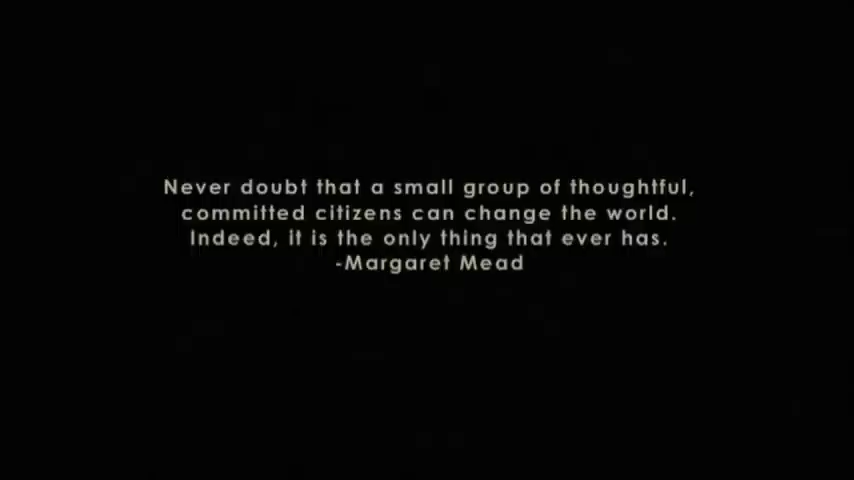 Never doubt that a small group of thoughtful,
committed citizens can change the world.
Indeed, it is the only thing that ever has.
-Margaret Mead